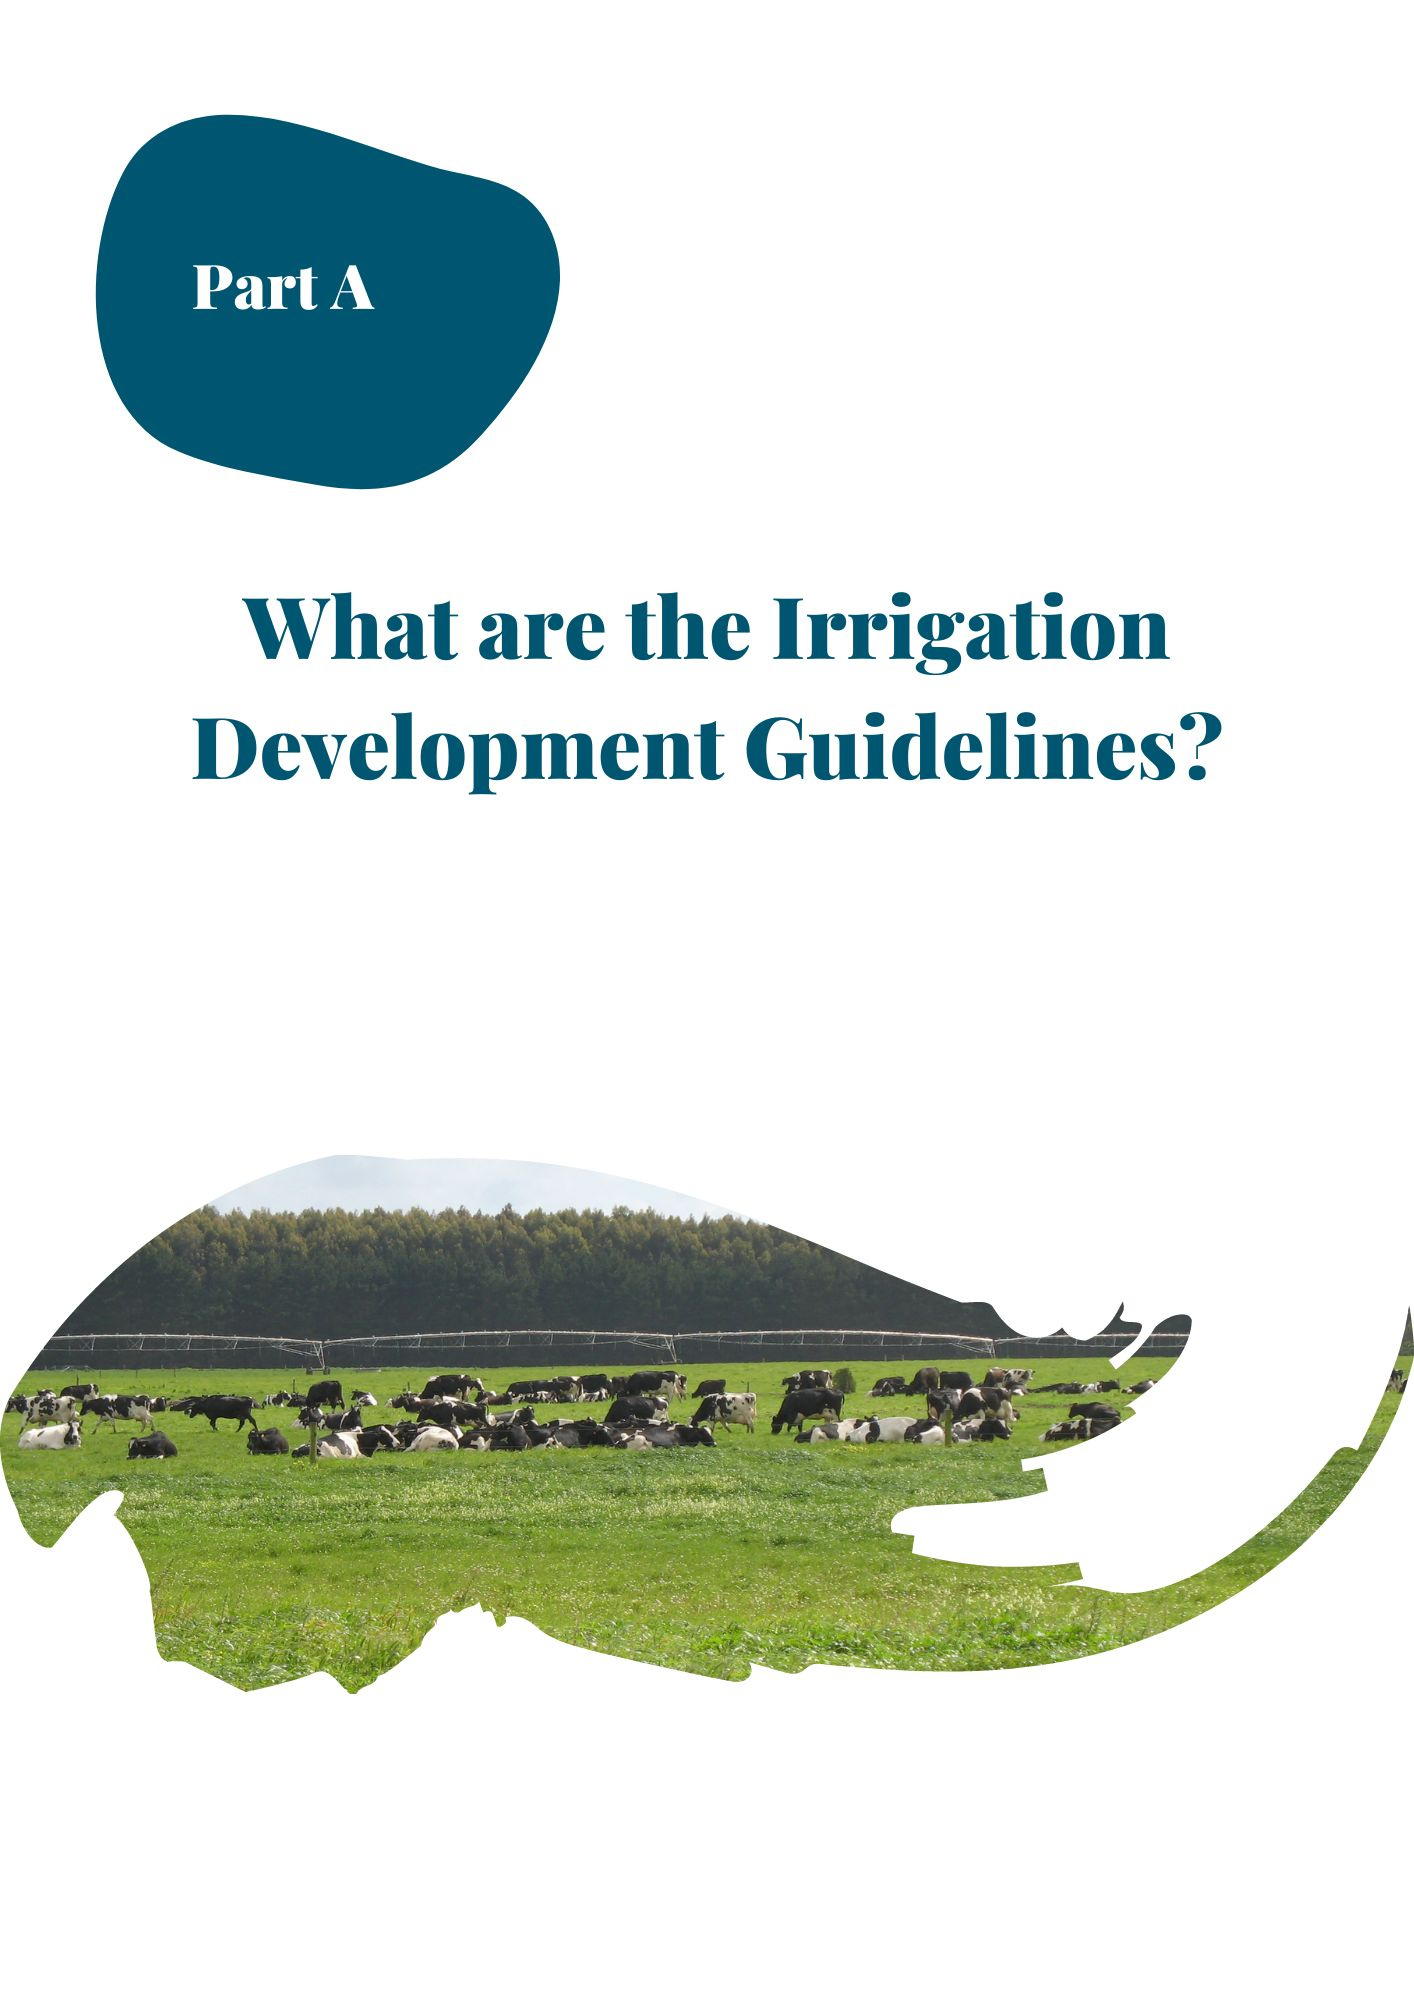 Part A
What are the Irrigation
Development Guidelines?